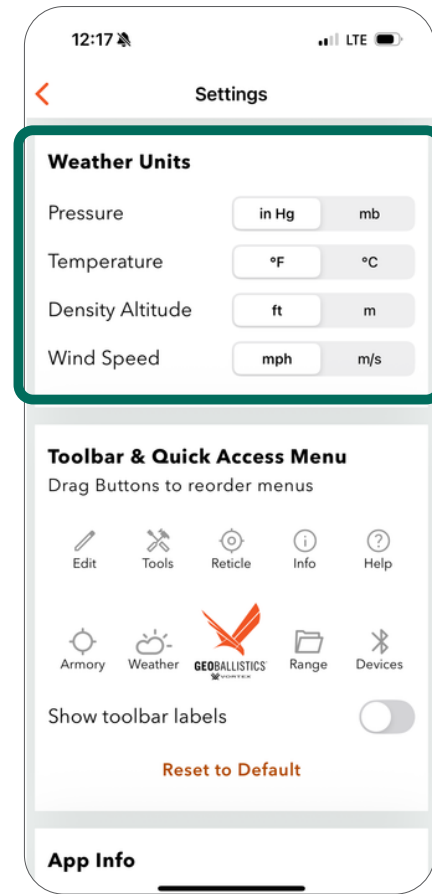 12:17 LTE
Settings
Weather Units
Pressure in Hg mb
Temperature °F °C
Density Altitude ft m
Wind Speed mph m/s
Toolbar & Quick Access Menu
Drag Buttons to reorder menus
Edit Tools Reticle Info Help
Armory Weather GEOBALLISTICS Range Devices
VORTEX
Show toolbar labels
Reset to Default
App Info